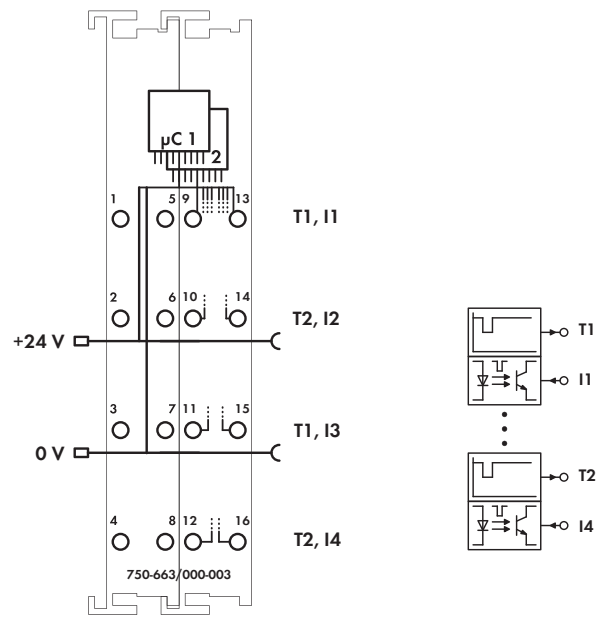 µC 1
2
1 5 9 13
T1, I1
2 6 10 14
T2, I2
+24 V
T1
I1
3 7 11 15
T1, I3
0 V
T2
I4
4 8 12 16
T2, I4
750-663/000-003